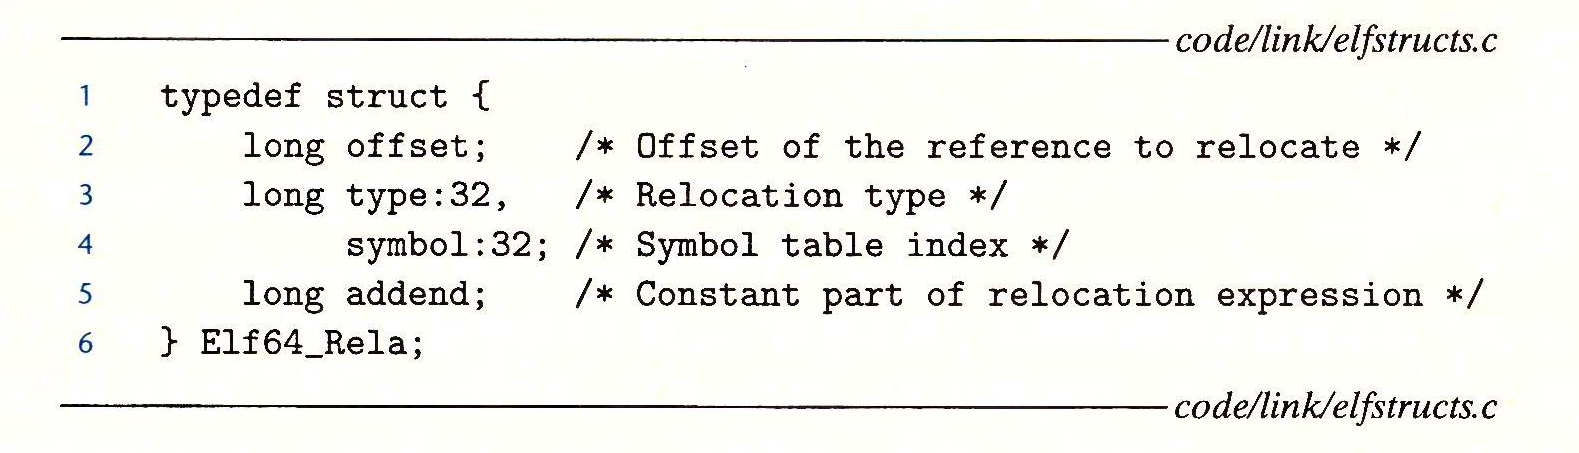 code/link/elfstructs.c
1 typedef struct {
2 long offset; /* Offset of the reference to relocate */
3 long type:32, /* Relocation type */
4 symbol:32; /* Symbol table index */
5 long addend; /* Constant part of relocation expression */
6 } Elf64_Rela;
code/link/elfstructs.c